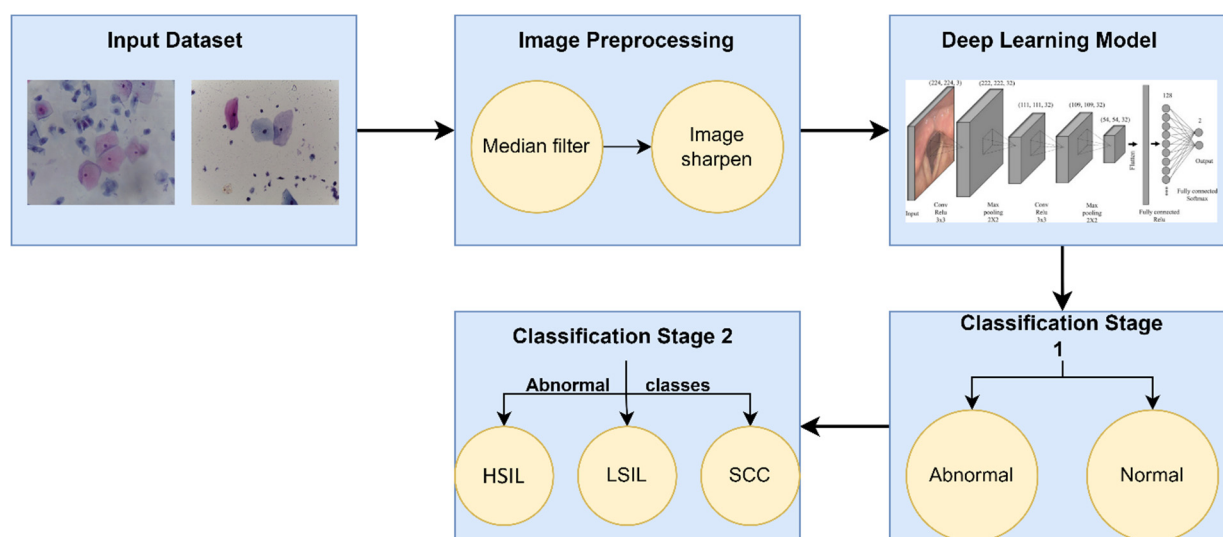 Input Dataset
Image Preprocessing
Median filter
Image
sharpen
Deep Learning Model
(224, 224, 3)
(222, 222, 32)
(111, 111, 32)
(109, 109, 32)
(54, 54, 32)
128
2
Output
Flatten
Fully connected
Softmax
Input
Conv
Relu
3x3
Max
pooling
2X2
Conv
Relu
3x3
Max
pooling
2X2
Fully connected
Relu
Classification Stage
1
Abnormal
Normal
Classification Stage 2
Abnormal classes
HSIL
LSIL
SCC